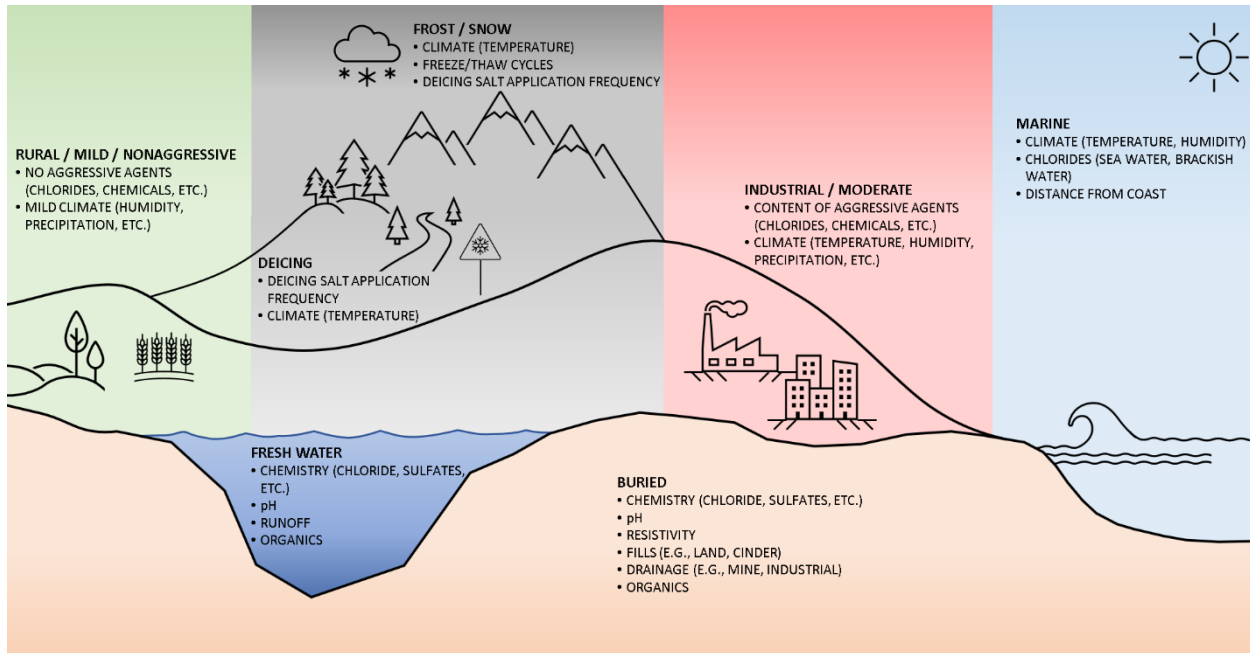 FROST / SNOW
• CLIMATE (TEMPERATURE)
• FREEZE/THAW CYCLES
• DEICING SALT APPLICATION FREQUENCY
RURAL / MILD / NONAGGRESSIVE
• NO AGGRESSIVE AGENTS
(CHLORIDES, CHEMICALS, ETC.)
• MILD CLIMATE (HUMIDITY,
PRECIPITATION, ETC.)
DEICING
• DEICING SALT APPLICATION
FREQUENCY
• CLIMATE (TEMPERATURE)
INDUSTRIAL / MODERATE
• CONTENT OF AGGRESSIVE AGENTS
(CHLORIDES, CHEMICALS, ETC.)
• CLIMATE (TEMPERATURE, HUMIDITY,
PRECIPITATION, ETC.)
MARINE
• CLIMATE (TEMPERATURE, HUMIDITY)
• CHLORIDES (SEA WATER, BRACKISH
WATER)
• DISTANCE FROM COAST
FRESH WATER
• CHEMISTRY (CHLORIDE, SULFATES,
ETC.)
• pH
• RUNOFF
• ORGANICS
BURIED
• CHEMISTRY (CHLORIDE, SULFATES, ETC.)
• pH
• RESISTIVITY
• FILLS (E.G., LAND, CINDER)
• DRAINAGE (E.G., MINE, INDUSTRIAL)
• ORGANICS